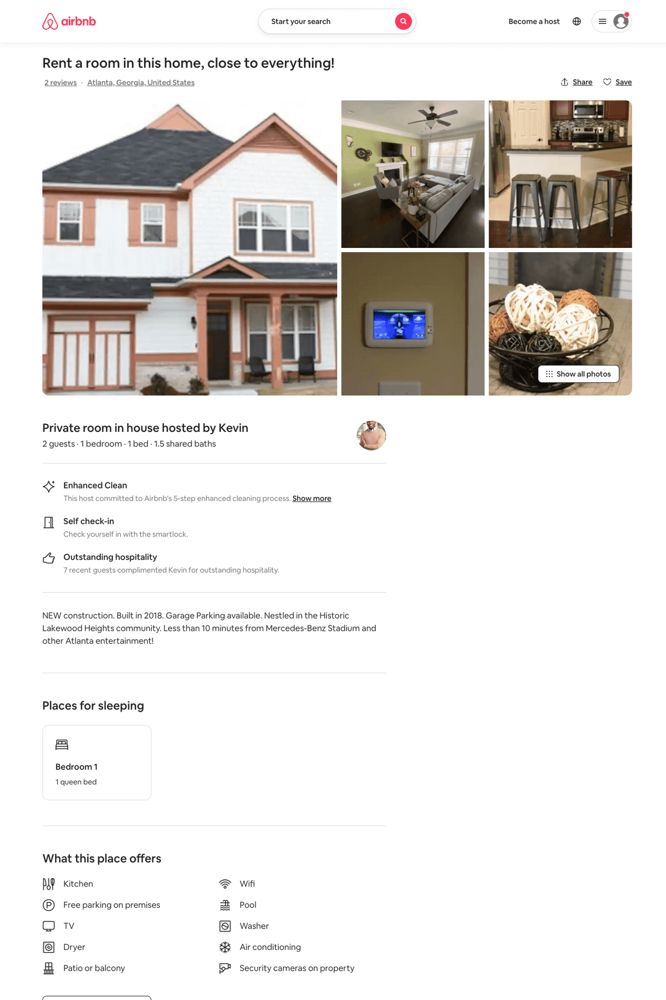 airbnb
Start your search
Become a host
Rent a room in this home, close to everything!
2 reviews · Atlanta, Georgia, United States
Share
Save
Show all photos
Private room in house hosted by Kevin
2 guests · 1 bedroom · 1 bed · 1.5 shared baths
Enhanced Clean
This host committed to Airbnb's 5-step enhanced cleaning process. Show more
Self check-in
Check yourself in with the smartlock.
Outstanding hospitality
7 recent guests complimented Kevin for outstanding hospitality.
NEW construction. Built in 2018. Garage Parking available. Nestled in the Historic
Lakewood Heights community. Less than 10 minutes from Mercedes-Benz Stadium and
other Atlanta entertainment!
Places for sleeping
Bedroom 1
1 queen bed
What this place offers
Kitchen
Wifi
Free parking on premises
Pool
TV
Washer
Dryer
Air conditioning
Patio or balcony
Security cameras on property